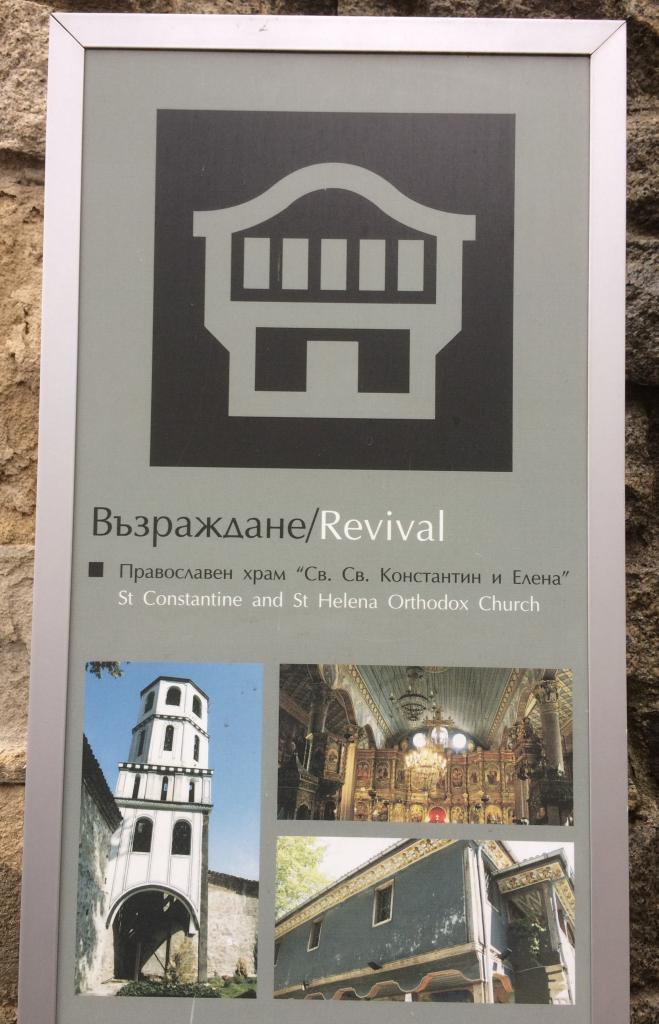 Възраждане/Revival
Православен храм “Св. Св. Константин и Елена”
St Constantine and St Helena Orthodox Church